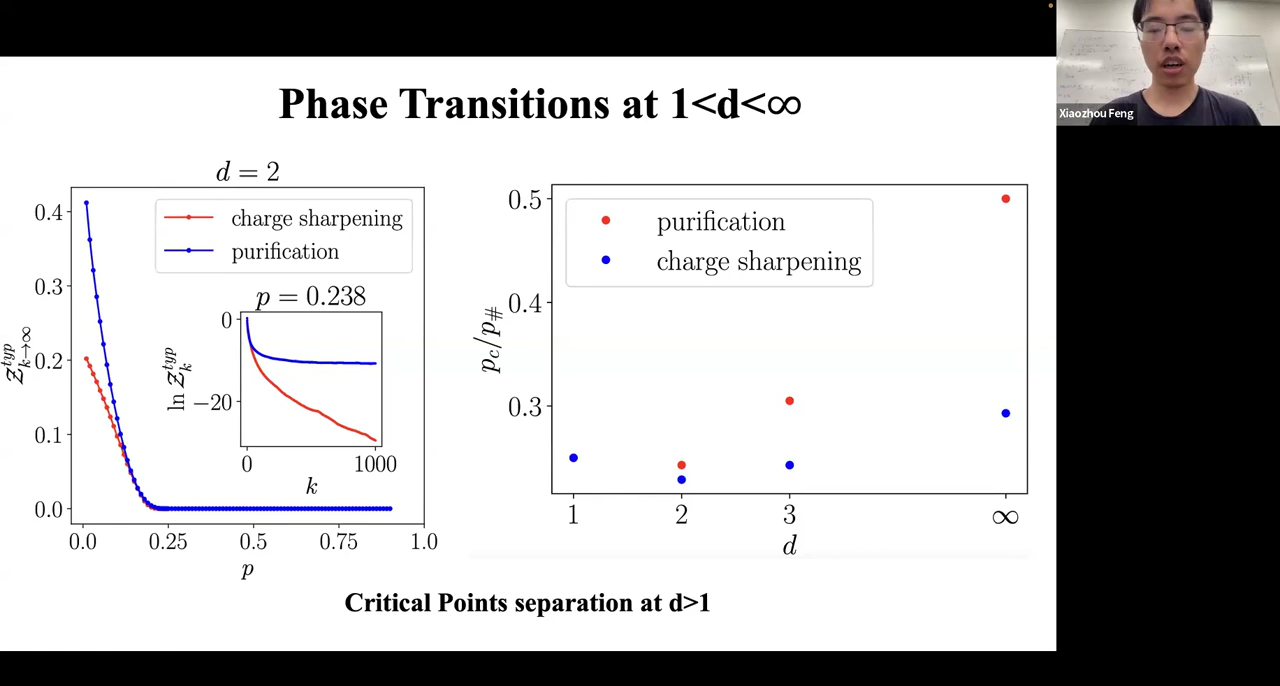 Phase Transitions at 1<d<∞
d = 2
charge sharpening
purification
p = 0.238
0
−20
ln Z_k^{typ}
0
1000
k
0.4
0.3
0.2
0.1
0.0
Z_{k→∞}^{typ}
0.0
0.25
0.5
0.75
1.0
p
purification
charge sharpening
0.5
0.4
0.3
p_c/p_#
1
2
3
∞
d
Critical Points separation at d>1
Xiaozhou Feng